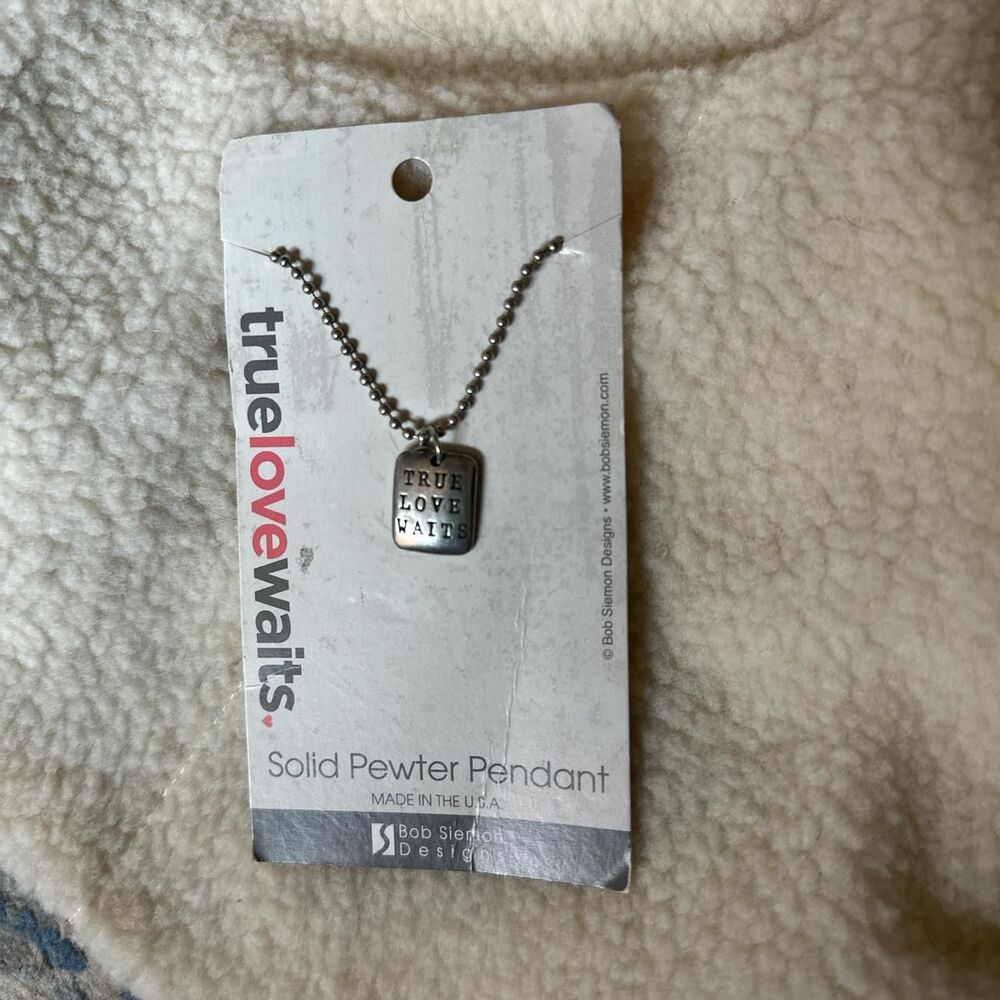 truelovewaits.
TRUE
LOVE
WAITS
© Bob Siemon Designs • www.bobsiemon.com
Solid Pewter Pendant
MADE IN THE U.S.A.
Bob Siemon
Designs